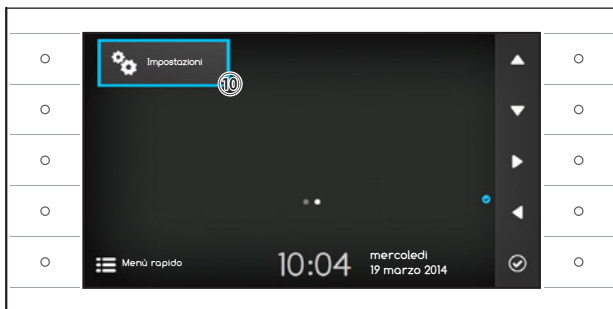 Impostazioni
10
Menù rapido
10:04
mercoledì
19 marzo 2014